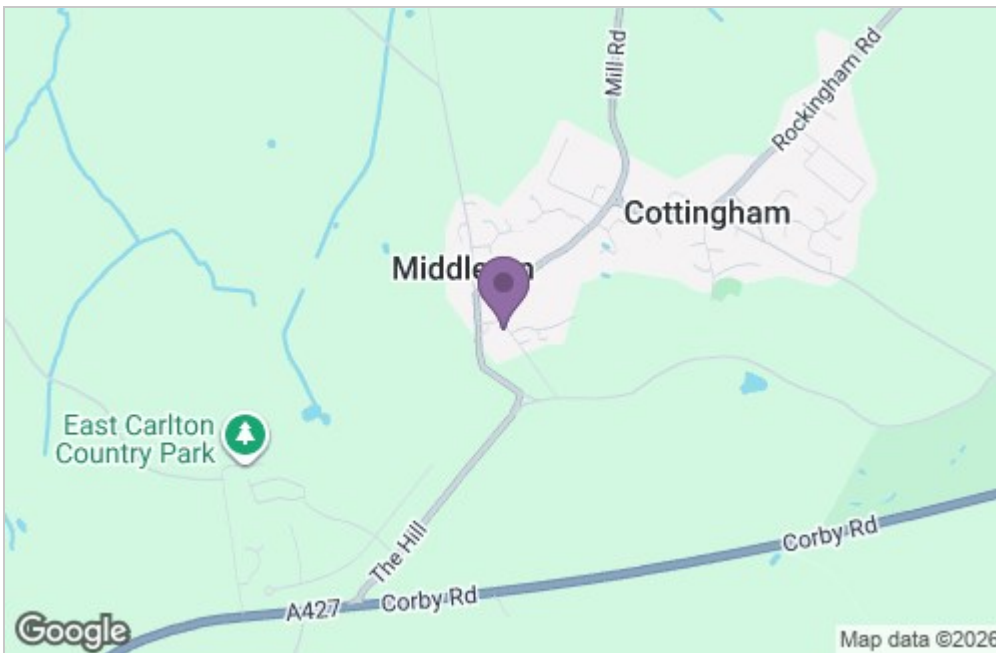 Mill Rd
Rockingham Rd
Cottingham
East Carlton
Country Park
The Hill
Corby Rd
A427
Corby Rd
Google
Map data ©2026